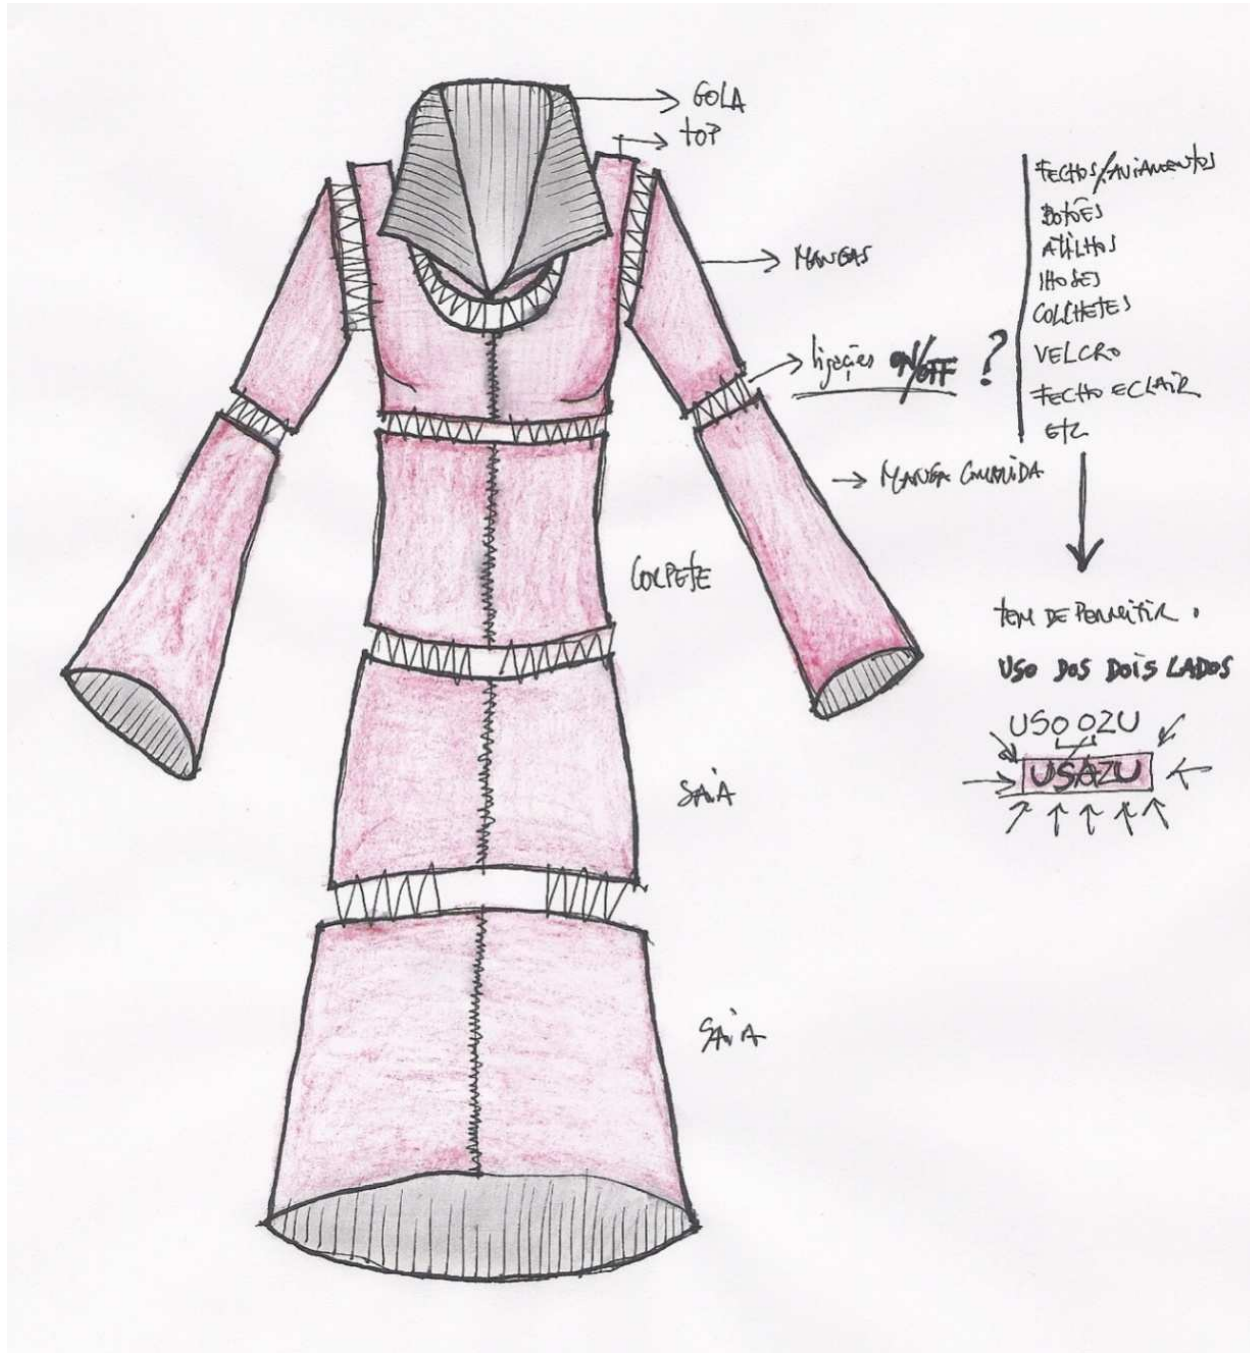 GOLA
TOP
MANGAS
ligações ON/OFF ?
MANGA COMPRIDA
CORPETE
SAIA
SAIA
FECHOS/AVIAMENTOS
BOTÕES
ATILHOS
IHOSES
COLCHETES
VELCRO
FECHO ECLAIR
ETC
TEM DE PERMITIR.
USO DOS DOIS LADOS
USO OZU
USAZU